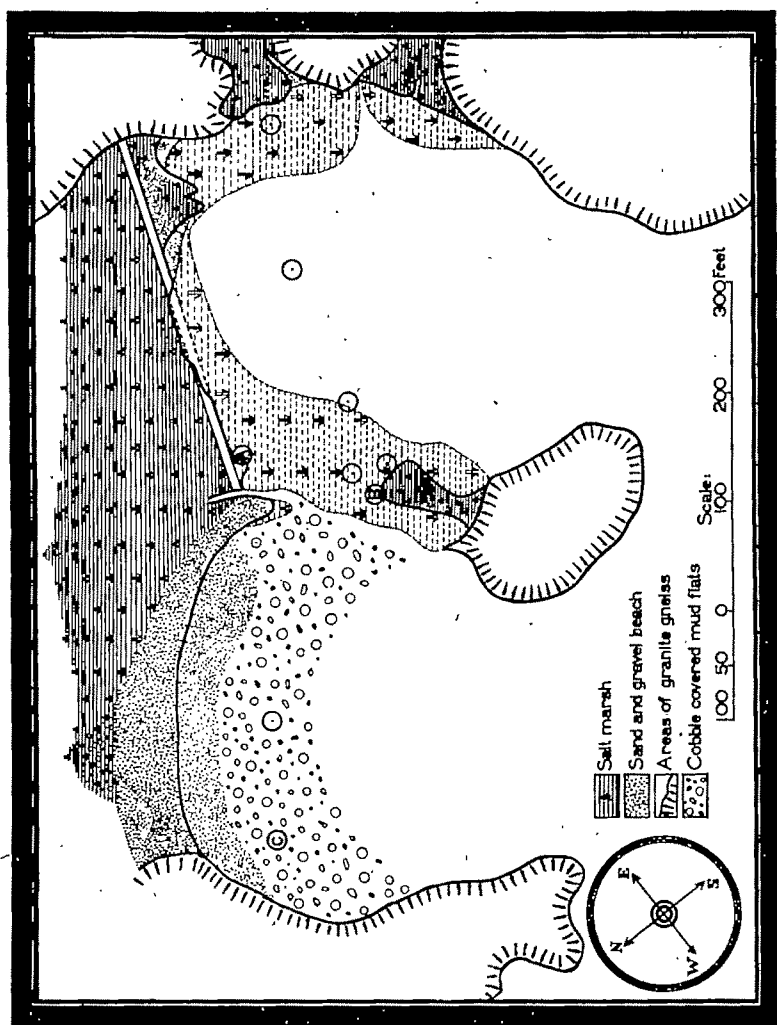 Salt marsh
Sand and gravel beach
Areas of granite gneiss
Cobble covered mud flats
Scale:
100 50 0 100 200 300 Feet
N
E
W
S
C